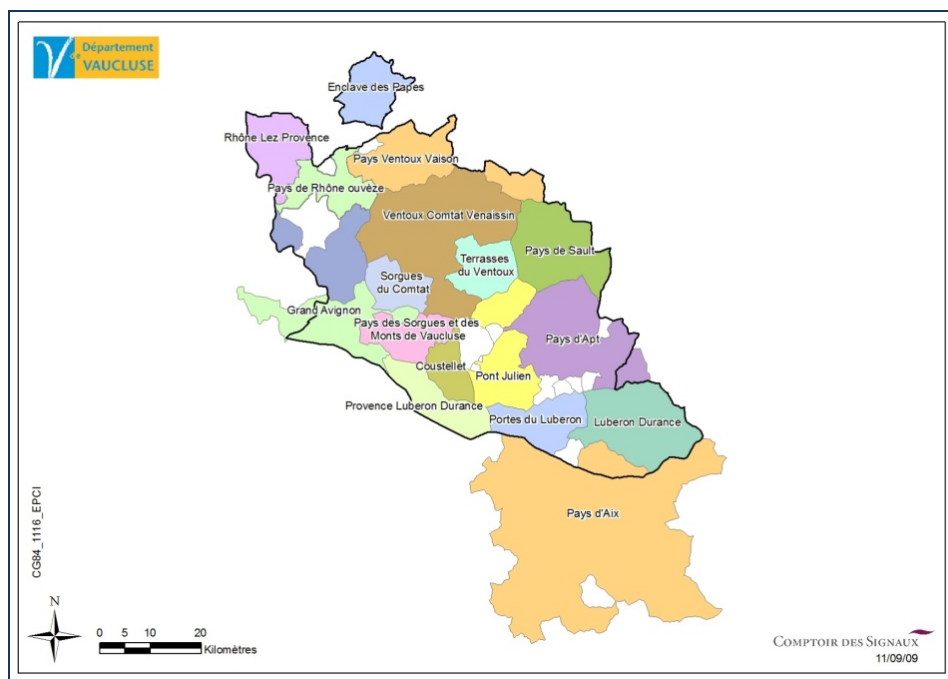 Département
de
VAUCLUSE
Enclave des Papes
Rhône Lez Provence
Pays Ventoux Vaison
Pays de Rhône ouvèze
Ventoux Comtat Venaissin
Pays de Sault
Terrasses
du Ventoux
Sorgues
du Comtat
Grand Avignon
Pays des Sorgues et des
Monts de Vaucluse
Pays d'Apt
Coustellet
Pont Julien
Provence Luberon Durance
Portes du Luberon
Luberon Durance
Pays d'Aix
CG84_1116_EPCI
N
0 5 10 20
Kilomètres
COMPTOIR DES SIGNAUX
11/09/09